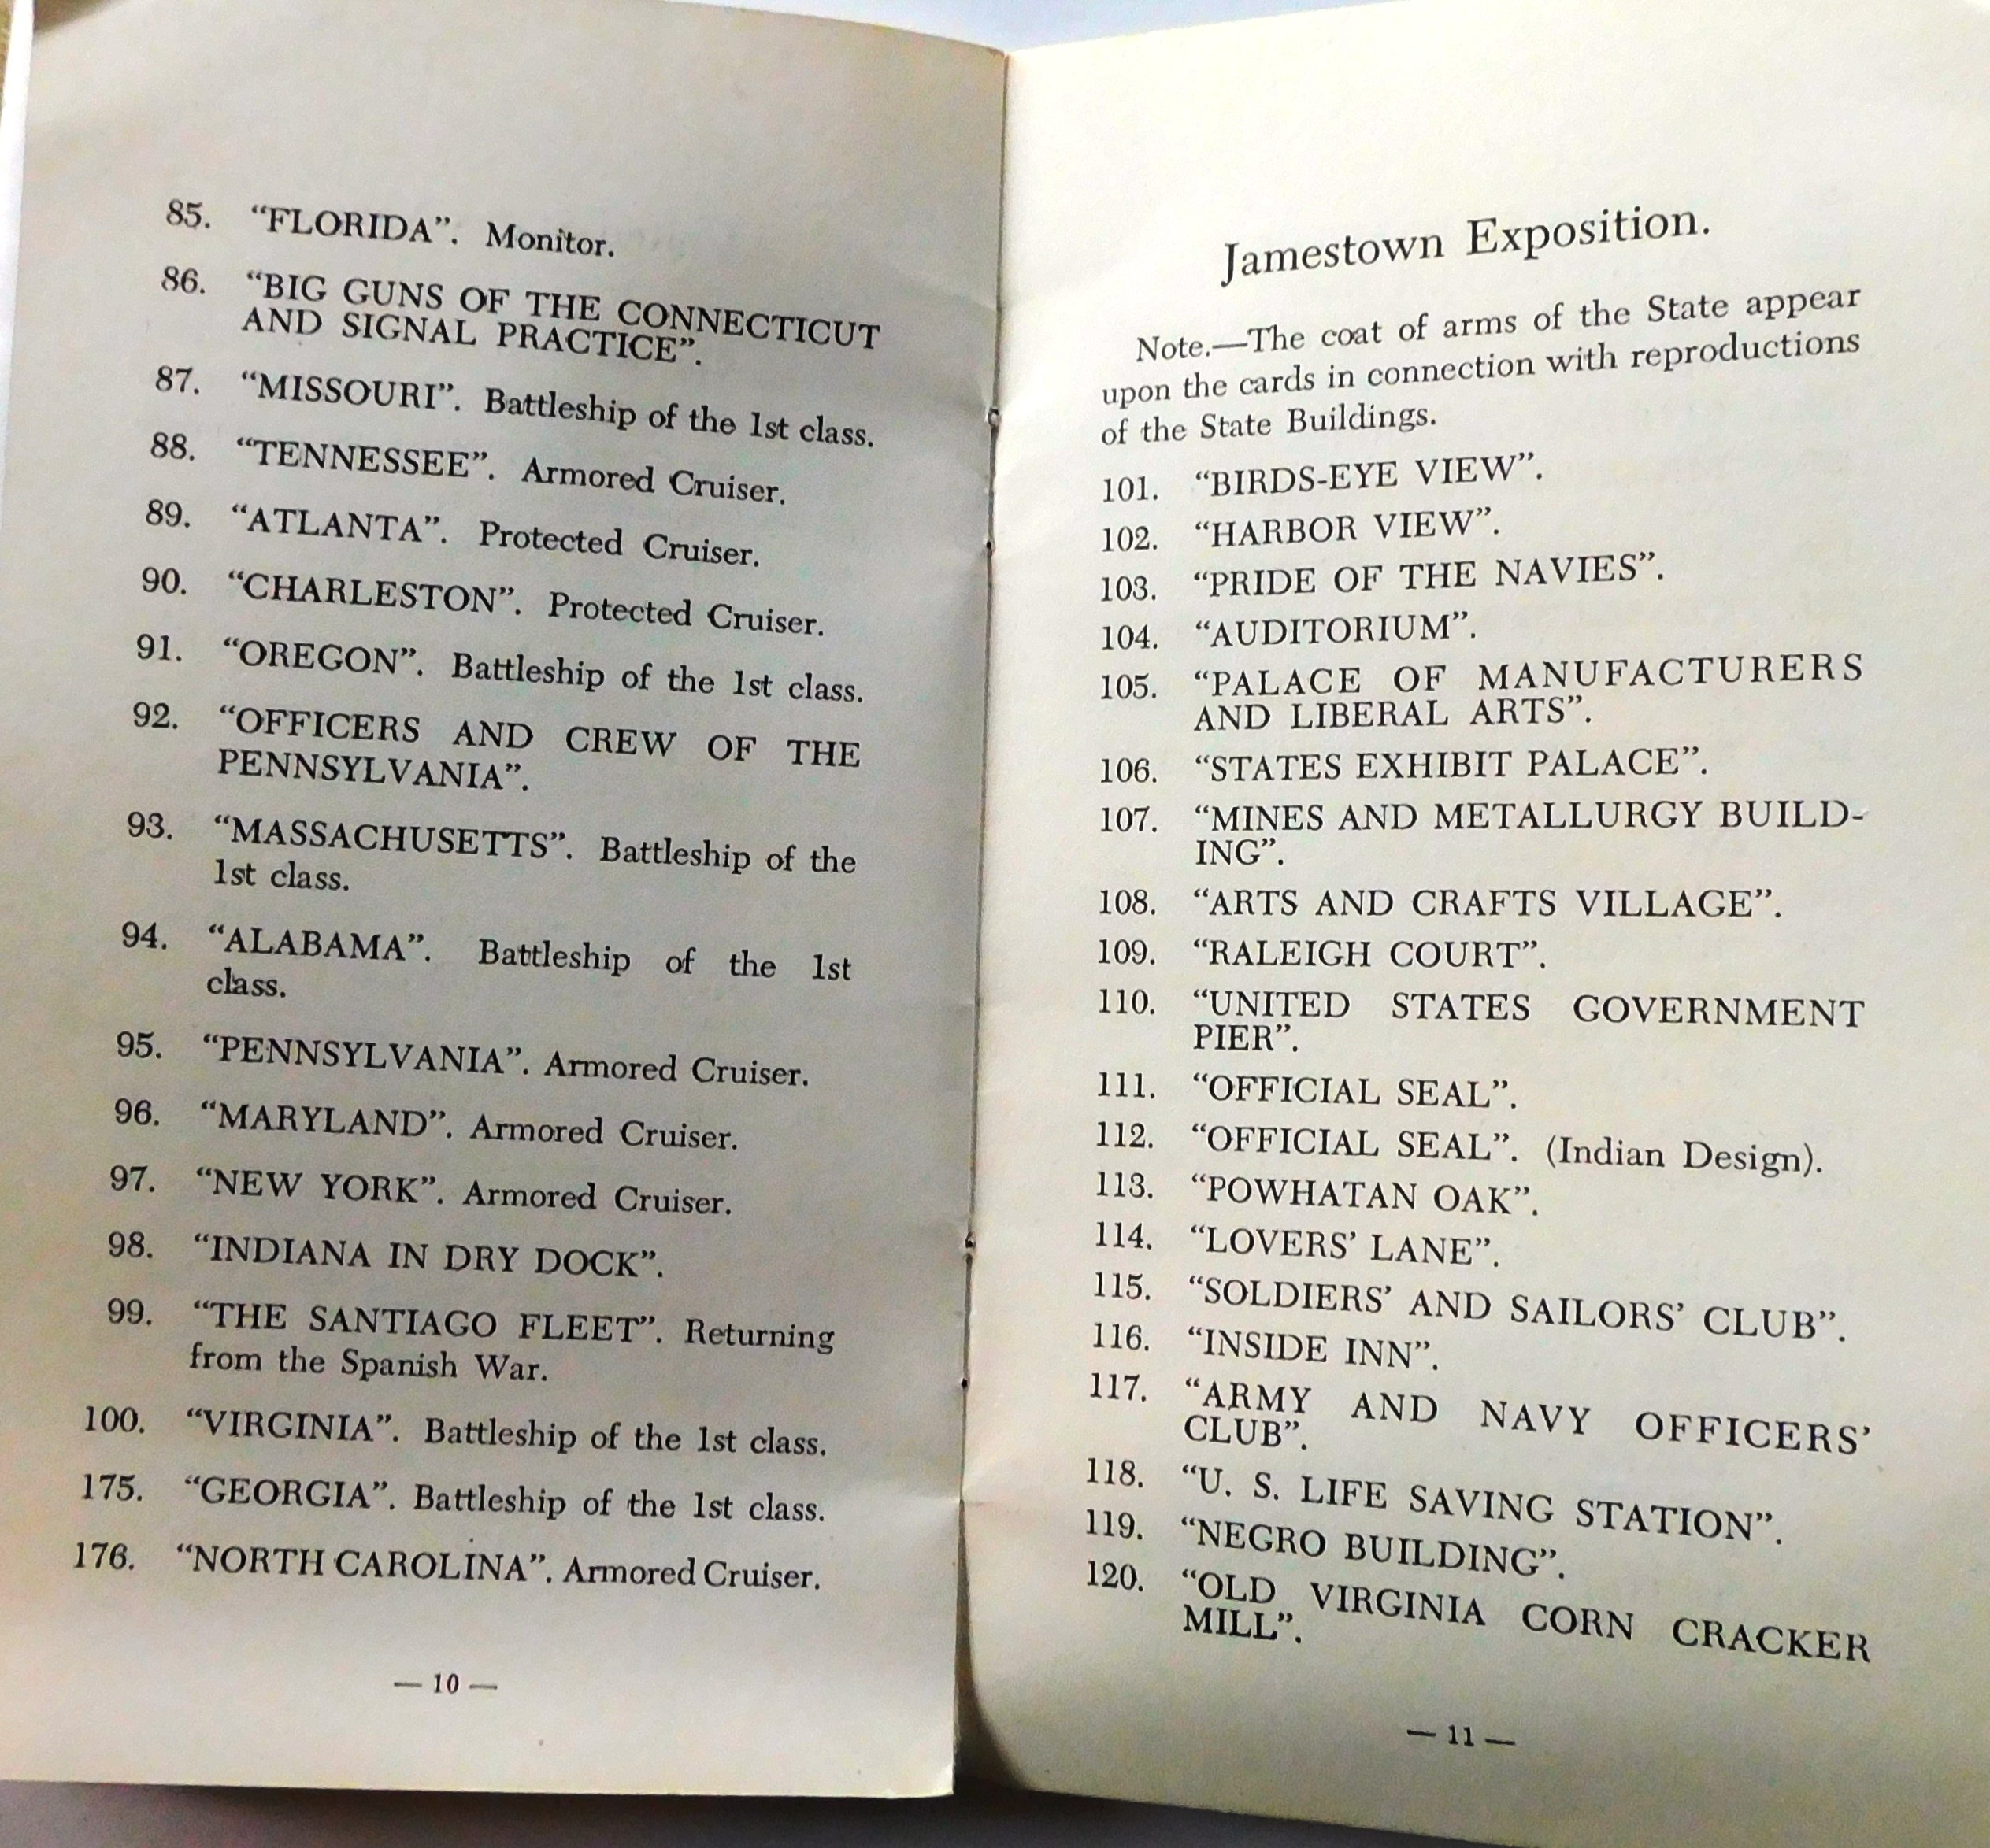 85. “FLORIDA”. Monitor.
86. “BIG GUNS OF THE CONNECTICUT
AND SIGNAL PRACTICE”.
87. “MISSOURI”. Battleship of the 1st class.
88. “TENNESSEE”. Armored Cruiser.
89. “ATLANTA”. Protected Cruiser.
90. “CHARLESTON”. Protected Cruiser.
91. “OREGON”. Battleship of the 1st class.
92. “OFFICERS AND CREW OF THE
PENNSYLVANIA”.
93. “MASSACHUSETTS”. Battleship of the
1st class.
94. “ALABAMA”. Battleship of the 1st
class.
95. “PENNSYLVANIA”. Armored Cruiser.
96. “MARYLAND”. Armored Cruiser.
97. “NEW YORK”. Armored Cruiser.
98. “INDIANA IN DRY DOCK”.
99. “THE SANTIAGO FLEET”. Returning
from the Spanish War.
100. “VIRGINIA”. Battleship of the 1st class.
175. “GEORGIA”. Battleship of the 1st class.
176. “NORTH CAROLINA”. Armored Cruiser.
— 10 —
Jamestown Exposition.
Note.—The coat of arms of the State appear
upon the cards in connection with reproductions
of the State Buildings.
101. “BIRDS-EYE VIEW”.
102. “HARBOR VIEW”.
103. “PRIDE OF THE NAVIES”.
104. “AUDITORIUM”.
105. “PALACE OF MANUFACTURERS
AND LIBERAL ARTS”.
106. “STATES EXHIBIT PALACE”.
107. “MINES AND METALLURGY BUILD-
ING”.
108. “ARTS AND CRAFTS VILLAGE”.
109. “RALEIGH COURT”.
110. “UNITED STATES GOVERNMENT
PIER”.
111. “OFFICIAL SEAL”.
112. “OFFICIAL SEAL”. (Indian Design).
113. “POWHATAN OAK”.
114. “LOVERS’ LANE”.
115. “SOLDIERS’ AND SAILORS’ CLUB”.
116. “INSIDE INN”.
117. “ARMY AND NAVY OFFICERS’
CLUB”.
118. “U. S. LIFE SAVING STATION”.
119. “NEGRO BUILDING”.
120. “OLD VIRGINIA CORN CRACKER
MILL”.
— 11 —